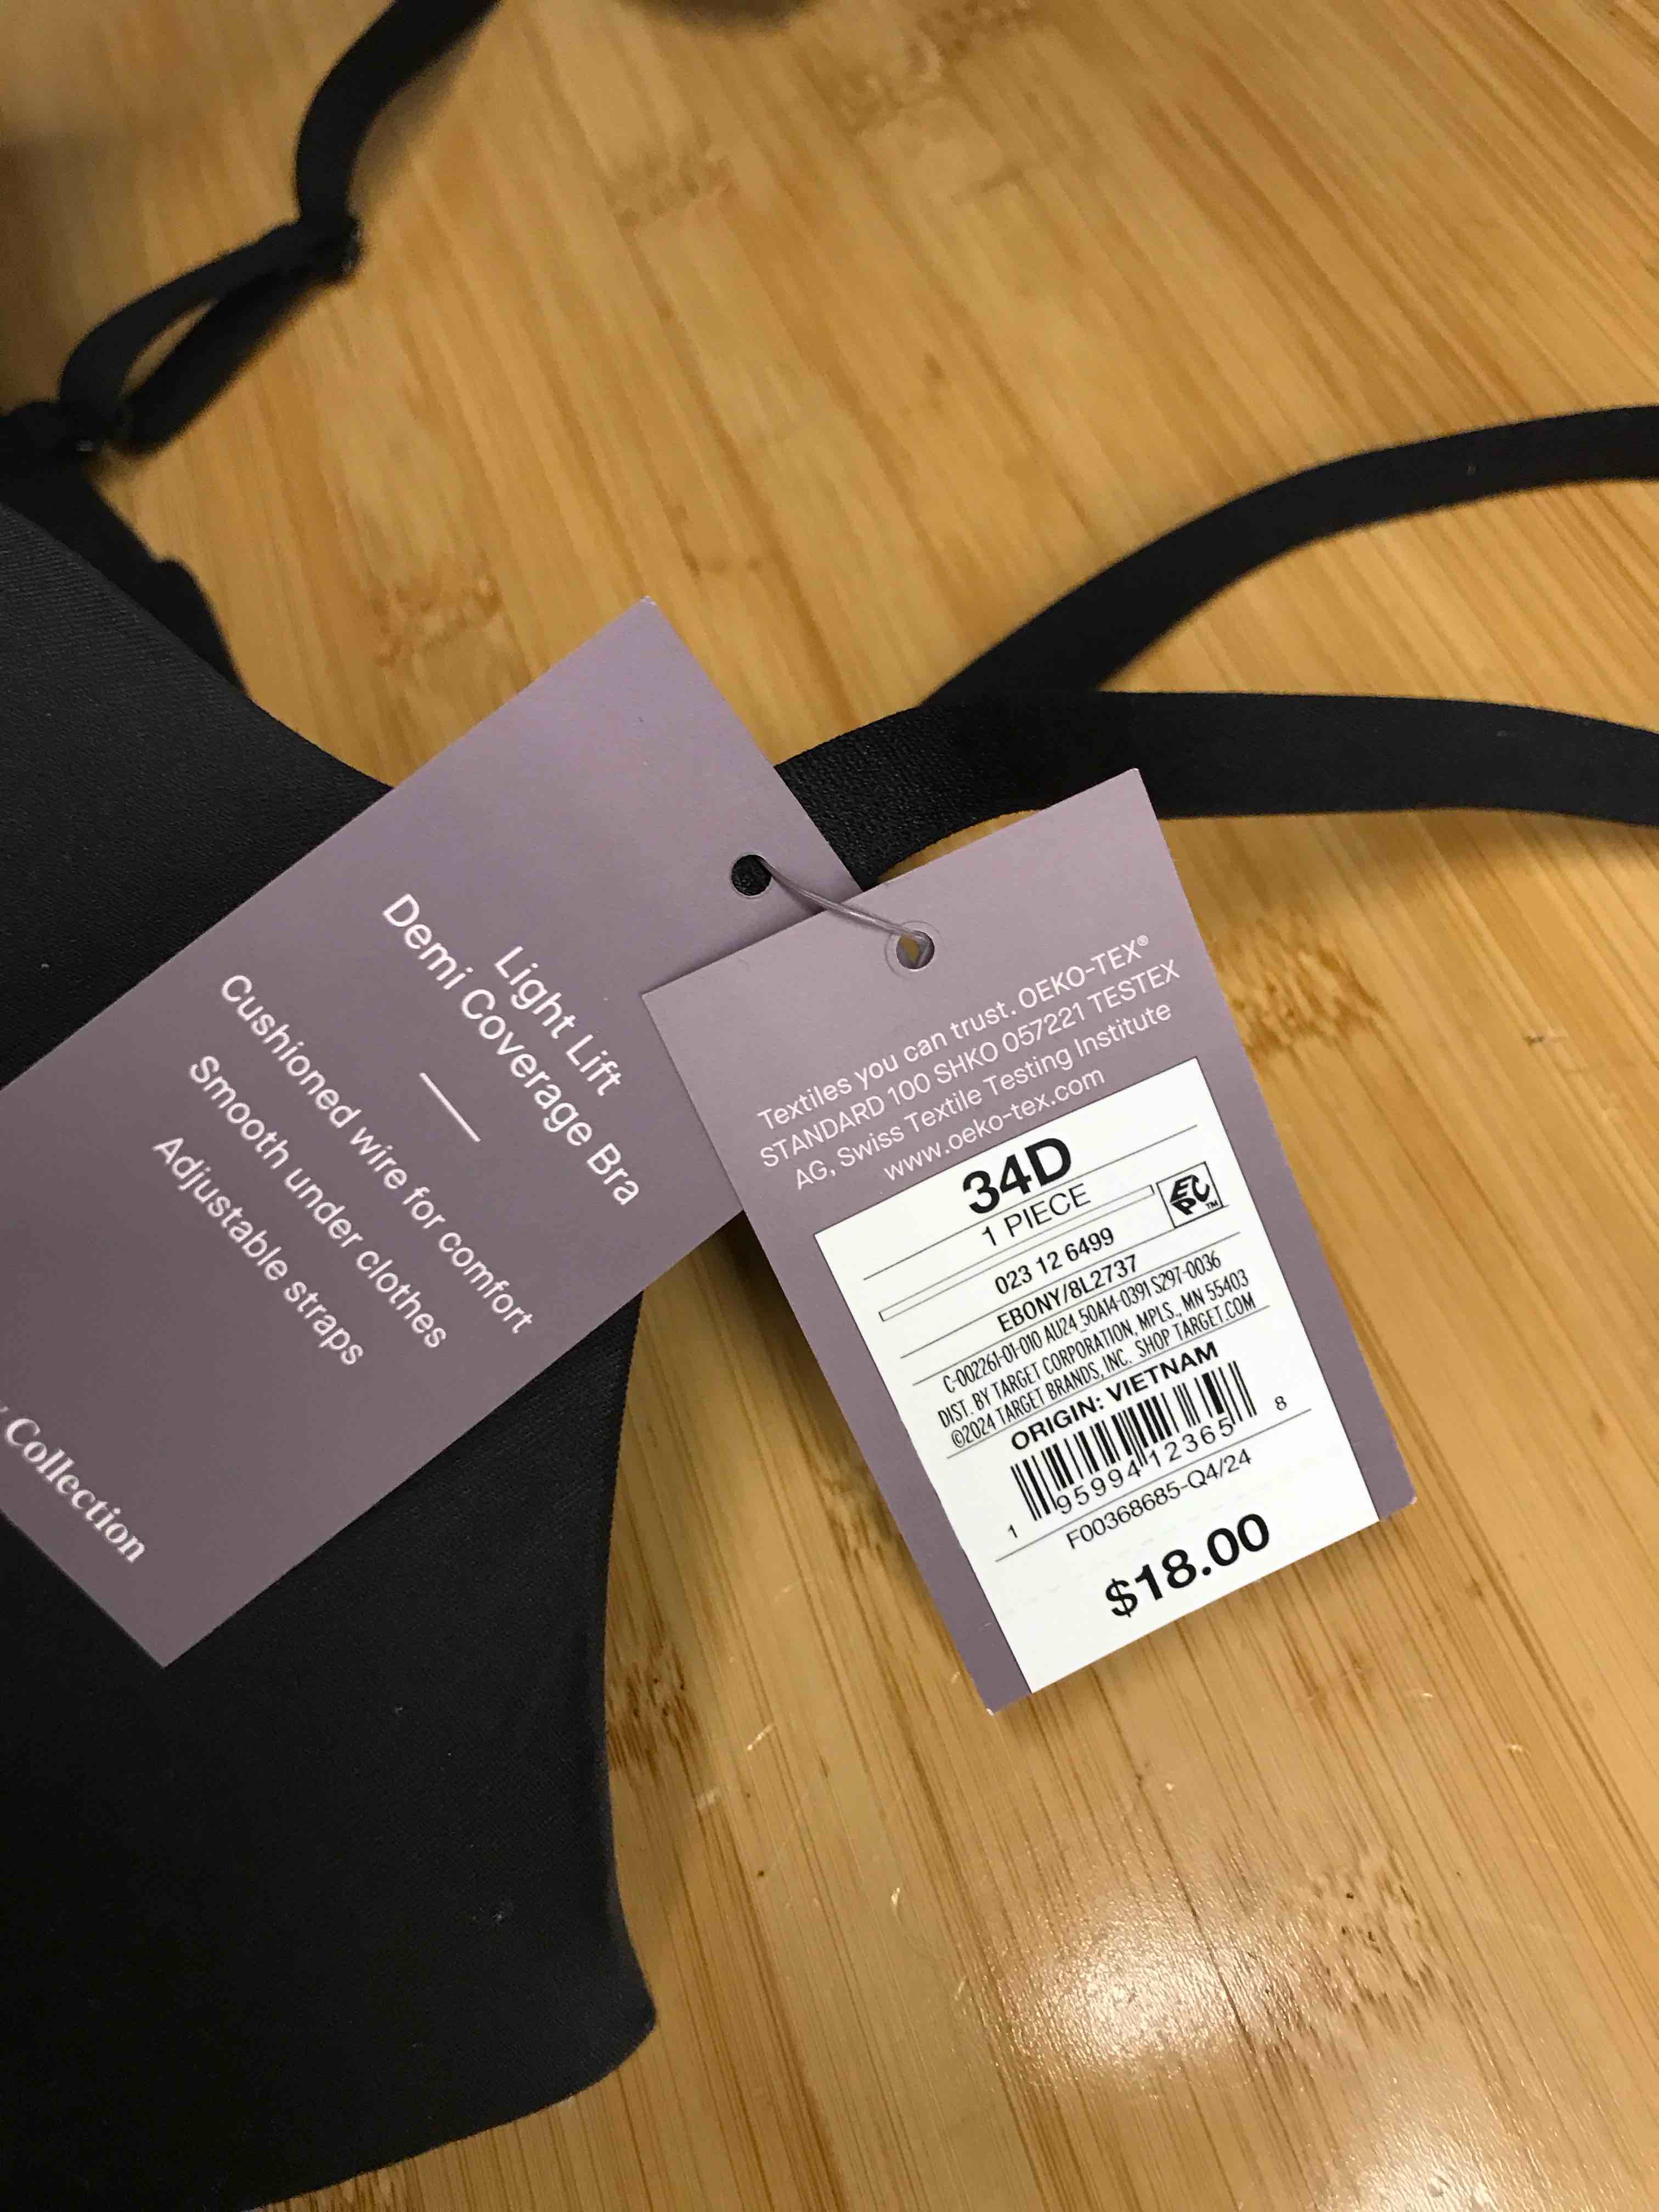 Light Lift
Demi Coverage Bra
Cushioned wire for comfort
Smooth under clothes
Adjustable straps
Collection
Textiles you can trust. OEKO-TEX®
STANDARD 100 SHKO 057221 TESTEX
AG, Swiss Textile Testing Institute
www.oeko-tex.com
34D
1 PIECE
EPC™
023 12 6499
EBONY/8L2737
C-002261-01-010 AU24 50A14-0391 S297-0036
DIST. BY TARGET CORPORATION, MPLS., MN 55403
©2024 TARGET BRANDS, INC. SHOP TARGET.COM
ORIGIN: VIETNAM
1 95994 12365 8
F00368685-Q4/24
$18.00